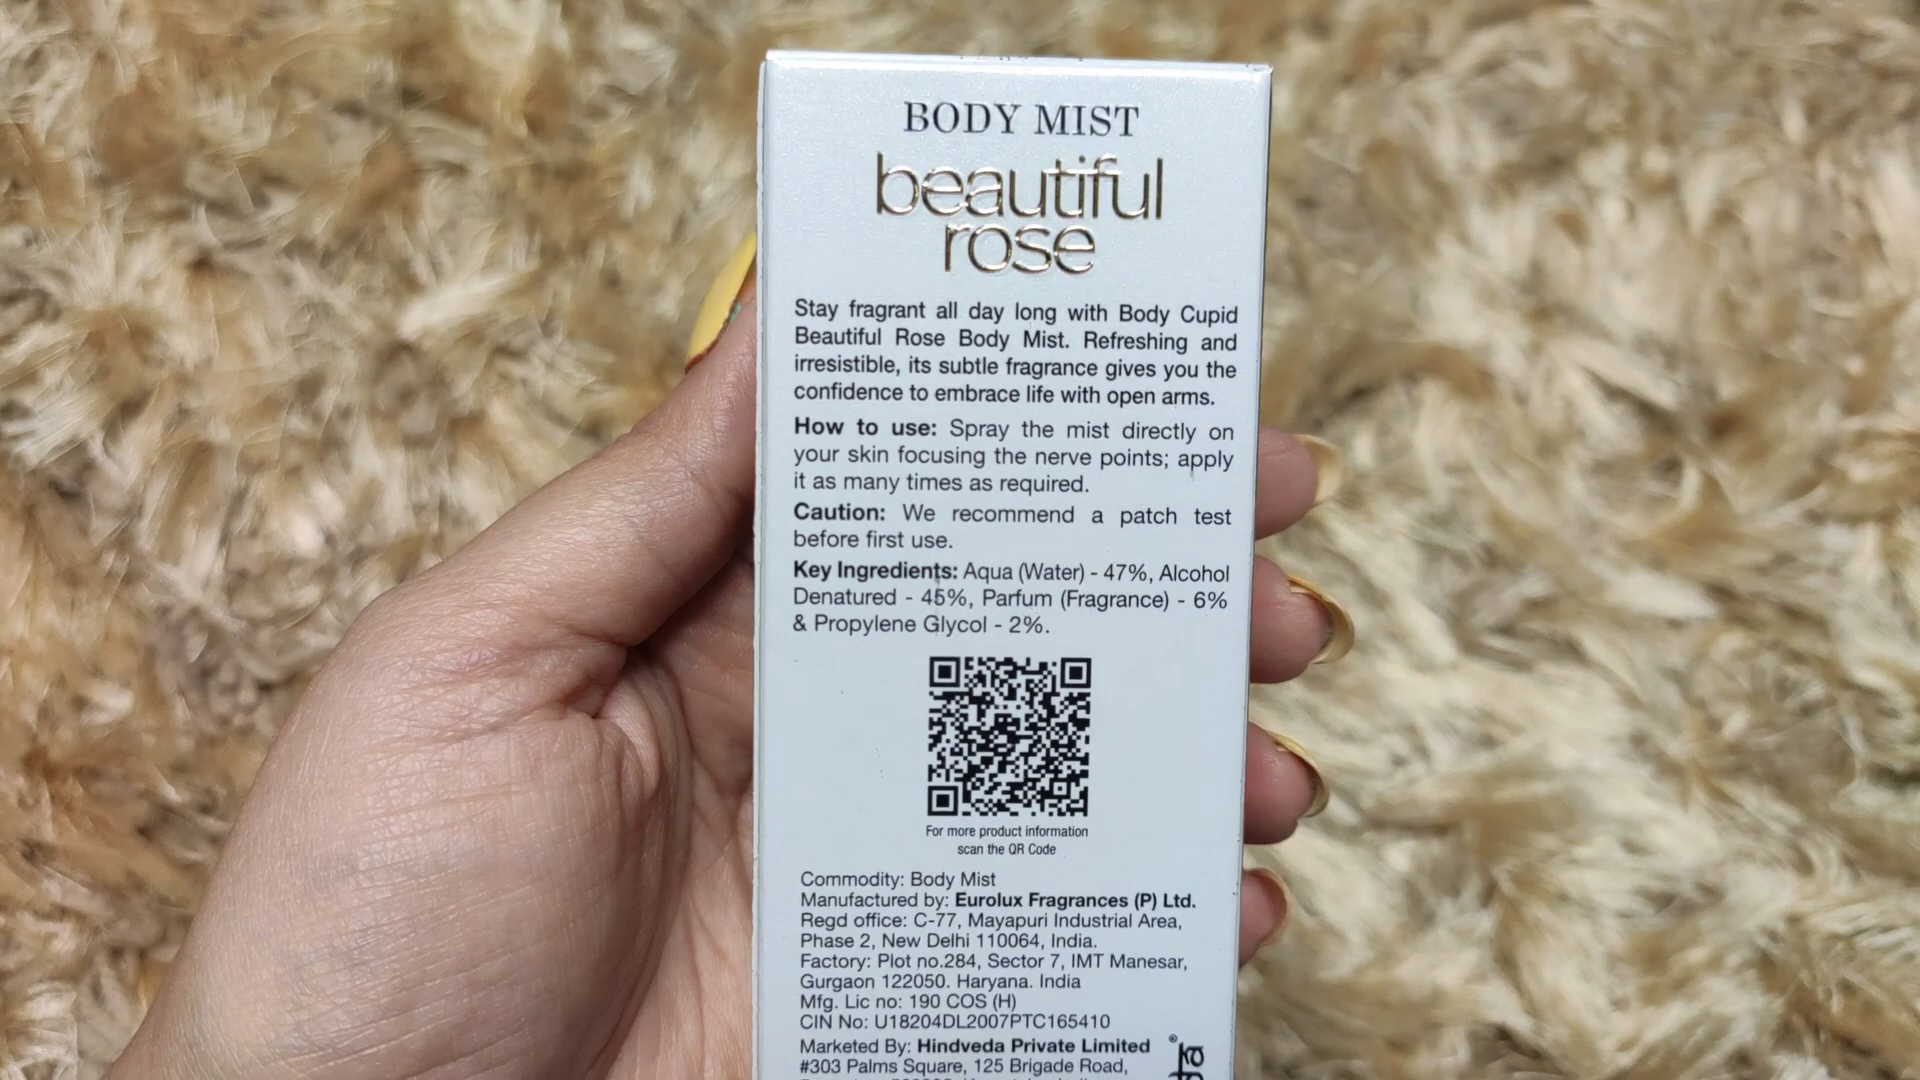 BODY MIST
beautiful
rose
Stay fragrant all day long with Body Cupid
Beautiful Rose Body Mist. Refreshing and
irresistible, its subtle fragrance gives you the
confidence to embrace life with open arms.
How to use: Spray the mist directly on
your skin focusing the nerve points; apply
it as many times as required.
Caution: We recommend a patch test
before first use.
Key Ingredients: Aqua (Water) - 47%, Alcohol
Denatured - 45%, Parfum (Fragrance) - 6%
& Propylene Glycol - 2%.
For more product information
scan the QR Code
Commodity: Body Mist
Manufactured by: Eurolux Fragrances (P) Ltd.
Regd office: C-77, Mayapuri Industrial Area,
Phase 2, New Delhi 110064, India.
Factory: Plot no.284, Sector 7, IMT Manesar,
Gurgaon 122050. Haryana. India
Mfg. Lic no: 190 COS (H)
CIN No: U18204DL2007PTC165410
Marketed By: Hindveda Private Limited
#303 Palms Square, 125 Brigade Road,